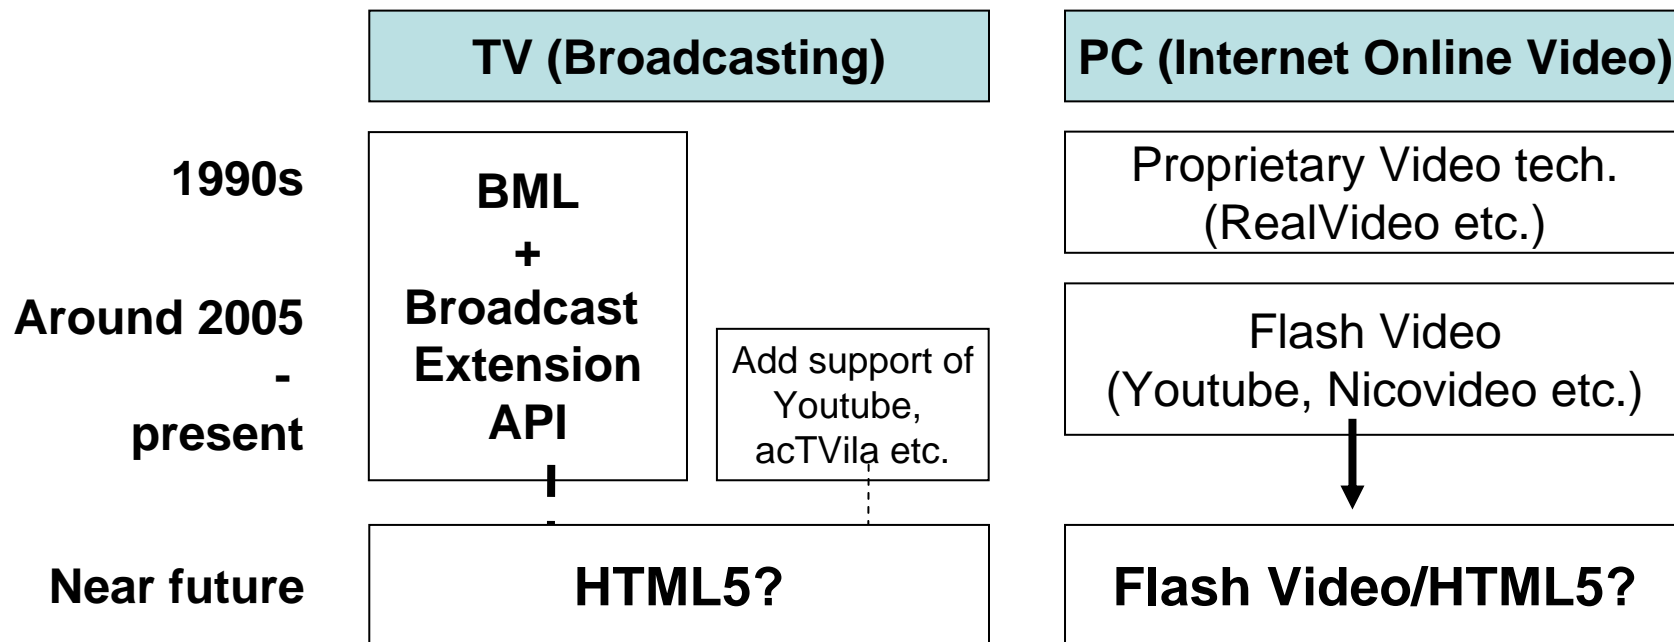 TV (Broadcasting)
PC (Internet Online Video)
1990s
BML
+
Broadcast
Extension
API
Proprietary Video tech.
(RealVideo etc.)
Around 2005
-
present
Add support of
Youtube,
acTVila etc.
Flash Video
(Youtube, Nicovideo etc.)
Near future
HTML5?
Flash Video/HTML5?